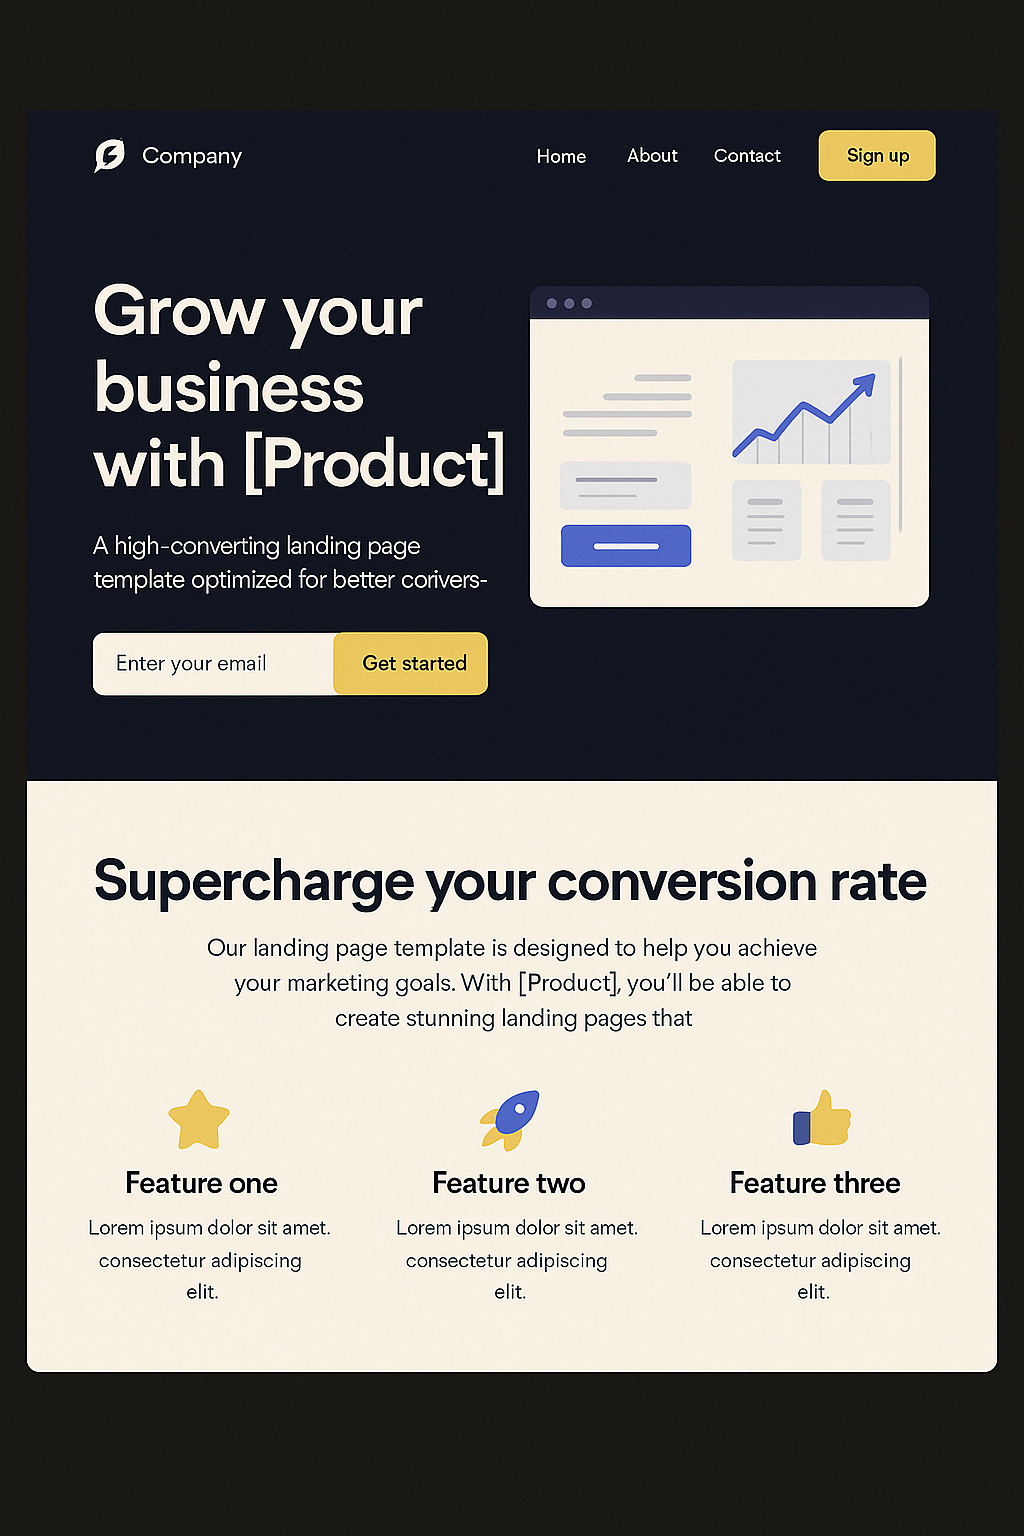 Company
Home
About
Contact
Sign up
Grow your
business
with [Product]
A high-converting landing page
template optimized for better corivers-
Enter your email
Get started
Supercharge your conversion rate
Our landing page template is designed to help you achieve
your marketing goals. With [Product], you’ll be able to
create stunning landing pages that
Feature one
Lorem ipsum dolor sit amet.
consectetur adipiscing
elit.
Feature two
Lorem ipsum dolor sit amet.
consectetur adipiscing
elit.
Feature three
Lorem ipsum dolor sit amet.
consectetur adipiscing
elit.